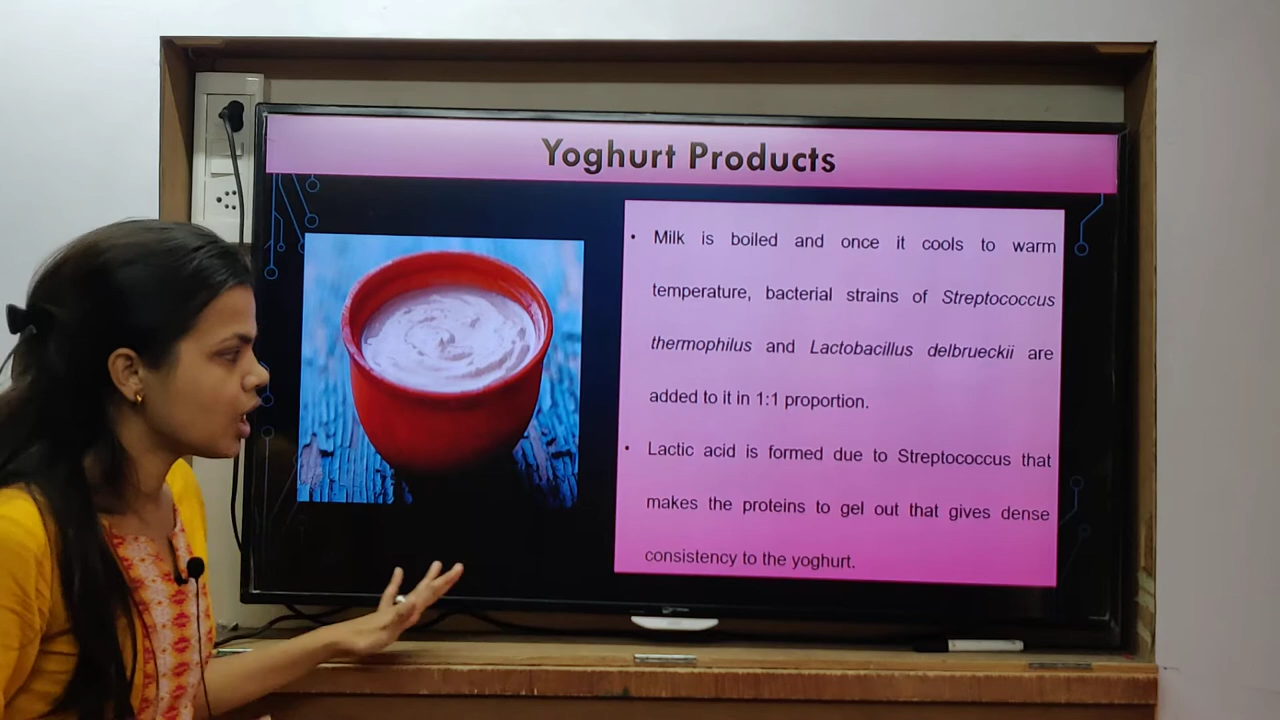 Yoghurt Products
• Milk is boiled and once it cools to warm
temperature, bacterial strains of Streptococcus
thermophilus and Lactobacillus delbrueckii are
added to it in 1:1 proportion.
• Lactic acid is formed due to Streptococcus that
makes the proteins to gel out that gives dense
consistency to the yoghurt.